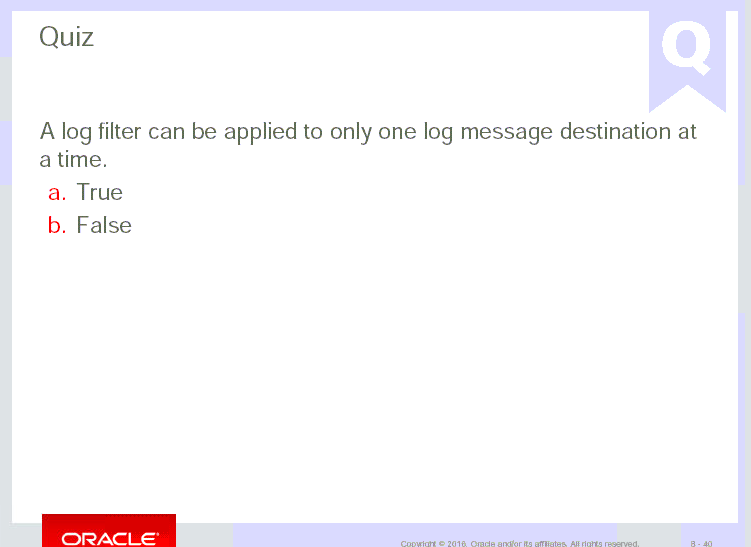 Quiz
Q
A log filter can be applied to only one log message destination at
a time.
a. True
b. False
ORACLE
Copyright © 2016, Oracle and/or its affiliates. All rights reserved.
8 - 40